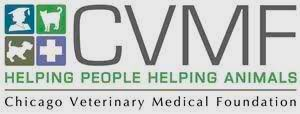 CVMF
HELPING PEOPLE HELPING ANIMALS
Chicago Veterinary Medical Foundation